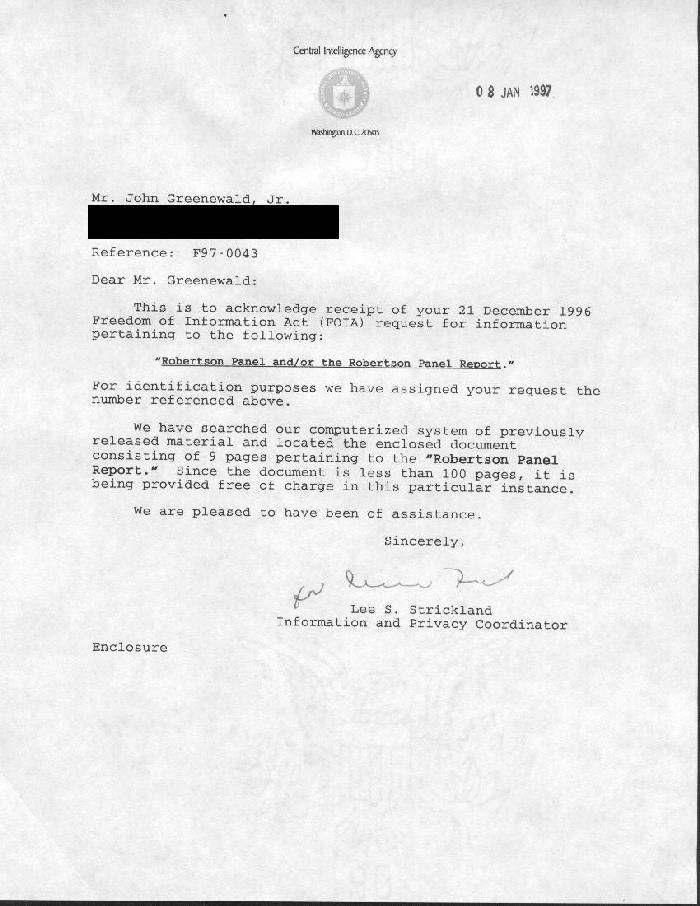 Central Intelligence Agency
Washington, D.C. 20505
08 JAN 1997
Mr. John Greenewald, Jr.
Reference: F97-0043
Dear Mr. Greenewald:
This is to acknowledge receipt of your 21 December 1996
Freedom of Information Act (FOIA) request for information
pertaining to the following:
"Robertson Panel and/or the Robertson Panel Report."
For identification purposes we have assigned your request the
number referenced above.
We have searched our computerized system of previously
released material and located the enclosed document
consisting of 9 pages pertaining to the "Robertson Panel
Report." Since the document is less than 100 pages, it is
being provided free of charge in this particular instance.
We are pleased to have been of assistance.
Sincerely,
for
Lee S. Strickland
Information and Privacy Coordinator
Enclosure